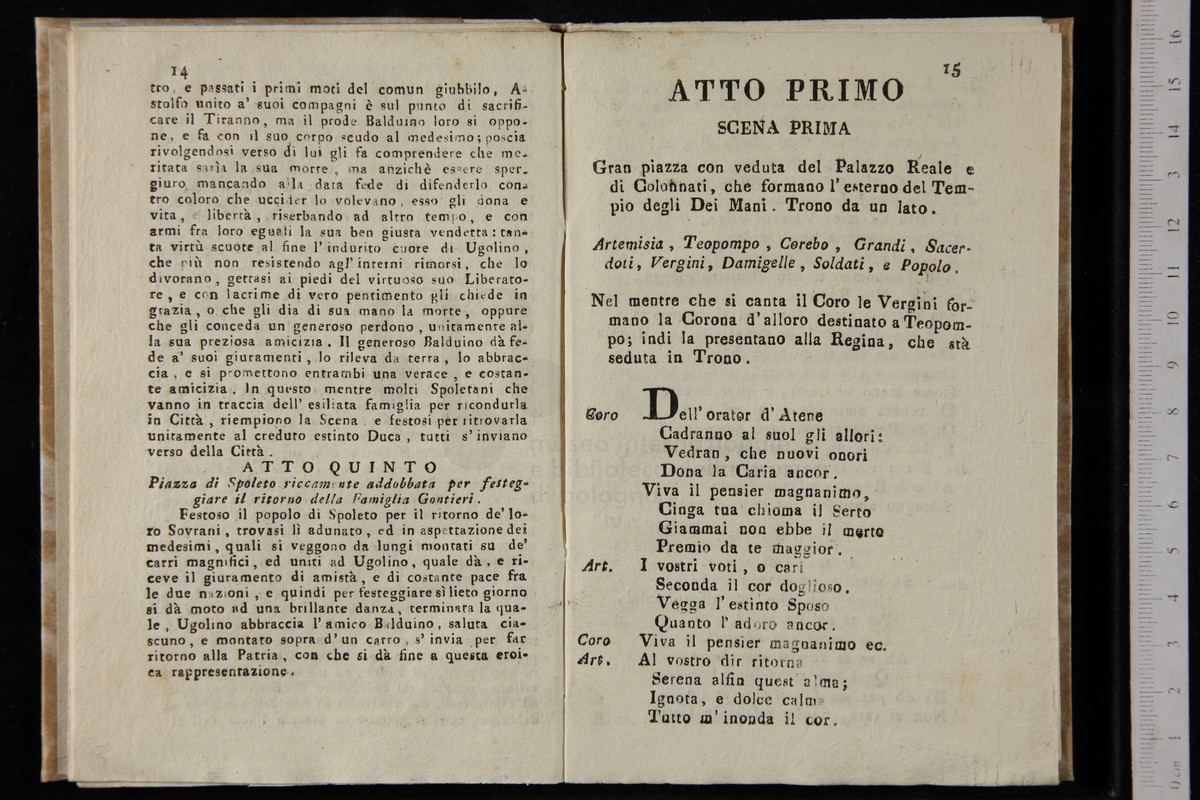 14
tro, e passati i primi moti del comun giubbilo, A-
stolfo unito a' suoi compagni è sul punto di sacrifi-
care il Tiranno, ma il prode Balduino loro si oppo-
ne, e fa con il suo corpo scudo al medesimo; poscia
rivolgendosi verso di lui gli fa comprendere che me-
ritata sarìa la sua morte, ma anzichè essere sper-
giuro, mancando alla data fede di difenderlo con-
tro coloro che uccider lo volevano, esso gli dona e
vita, e libertà, riserbando ad altro tempo, e con
armi fra loro eguali la sua ben giusta vendetta: tan-
ta virtù scuote al fine l'indurito cuore di Ugolino,
che più non resistendo agl'interni rimorsi, che lo
divorano, gettasi ai piedi del virtuoso suo Liberato-
re, e con lacrime di vero pentimento gli chiede in
grazia, o che gli dia di sua mano la morte, oppure
che gli conceda un generoso perdono, unitamente al-
la sua preziosa amicizia. Il generoso Balduino dà fe-
de a' suoi giuramenti, lo rileva da terra, lo abbrac-
cia, e si promettono entrambi una verace, e costan-
te amicizia. In questo mentre molti Spoletani che
vanno in traccia dell'esiliata famiglia per ricondurla
in Città, riempiono la Scena, e festosi per ritrovarla
unitamente al creduto estinto Duca, tutti s'inviano
verso della Città.
ATTO QUINTO
Piazza di Spoleto riccamente addobbata per festeg-
giare il ritorno della Famiglia Gontieri.
Festoso il popolo di Spoleto per il ritorno de' lo-
ro Sovrani, trovasi lì adunato, ed in aspettazione dei
medesimi, quali si veggono da lungi montati su de'
carri magnifici, ed uniti ad Ugolino, quale dà, e ri-
ceve il giuramento di amistà, e di costante pace fra
le due nazioni, e quindi per festeggiare sì lieto giorno
si dà moto ad una brillante danza, terminata la qua-
le, Ugolino abbraccia l'amico Balduino, saluta cia-
scuno, e montato sopra d'un carro, s'invia per far
ritorno alla Patria, con che si dà fine a questa eroi-
ca rappresentazione.
15
ATTO PRIMO
SCENA PRIMA
Gran piazza con veduta del Palazzo Reale e
di Colonnati, che formano l'esterno del Tem-
pio degli Dei Mani. Trono da un lato.
Artemisia, Teopompo, Cerebo, Grandi, Sacer-
doti, Vergini, Damigelle, Soldati, e Popolo.
Nel mentre che si canta il Coro le Vergini for-
mano la Corona d'alloro destinato a Teopom-
po; indi la presentano alla Regina, che stà
seduta in Trono.
Coro Dell'orator d'Atene
Cadranno al suol gli allori:
Vedran, che nuovi onori
Dona la Caria ancor.
Viva il pensier magnanimo,
Cinga tua chioma il Serto
Giammai non ebbe il merto
Premio da te maggior.
Art. I vostri voti, o cari
Seconda il cor doglioso.
Vegga l'estinto Sposo
Quanto l'adoro ancor.
Coro Viva il pensier magnanimo ec.
Art. Al vostro dir ritorna
Serena alfin quest'alma;
Ignota, e dolce calma
Tutto m'inonda il cor.
0 cm 1 2 3 4 5 6 7 8 9 10 11 12 13 14 15 16